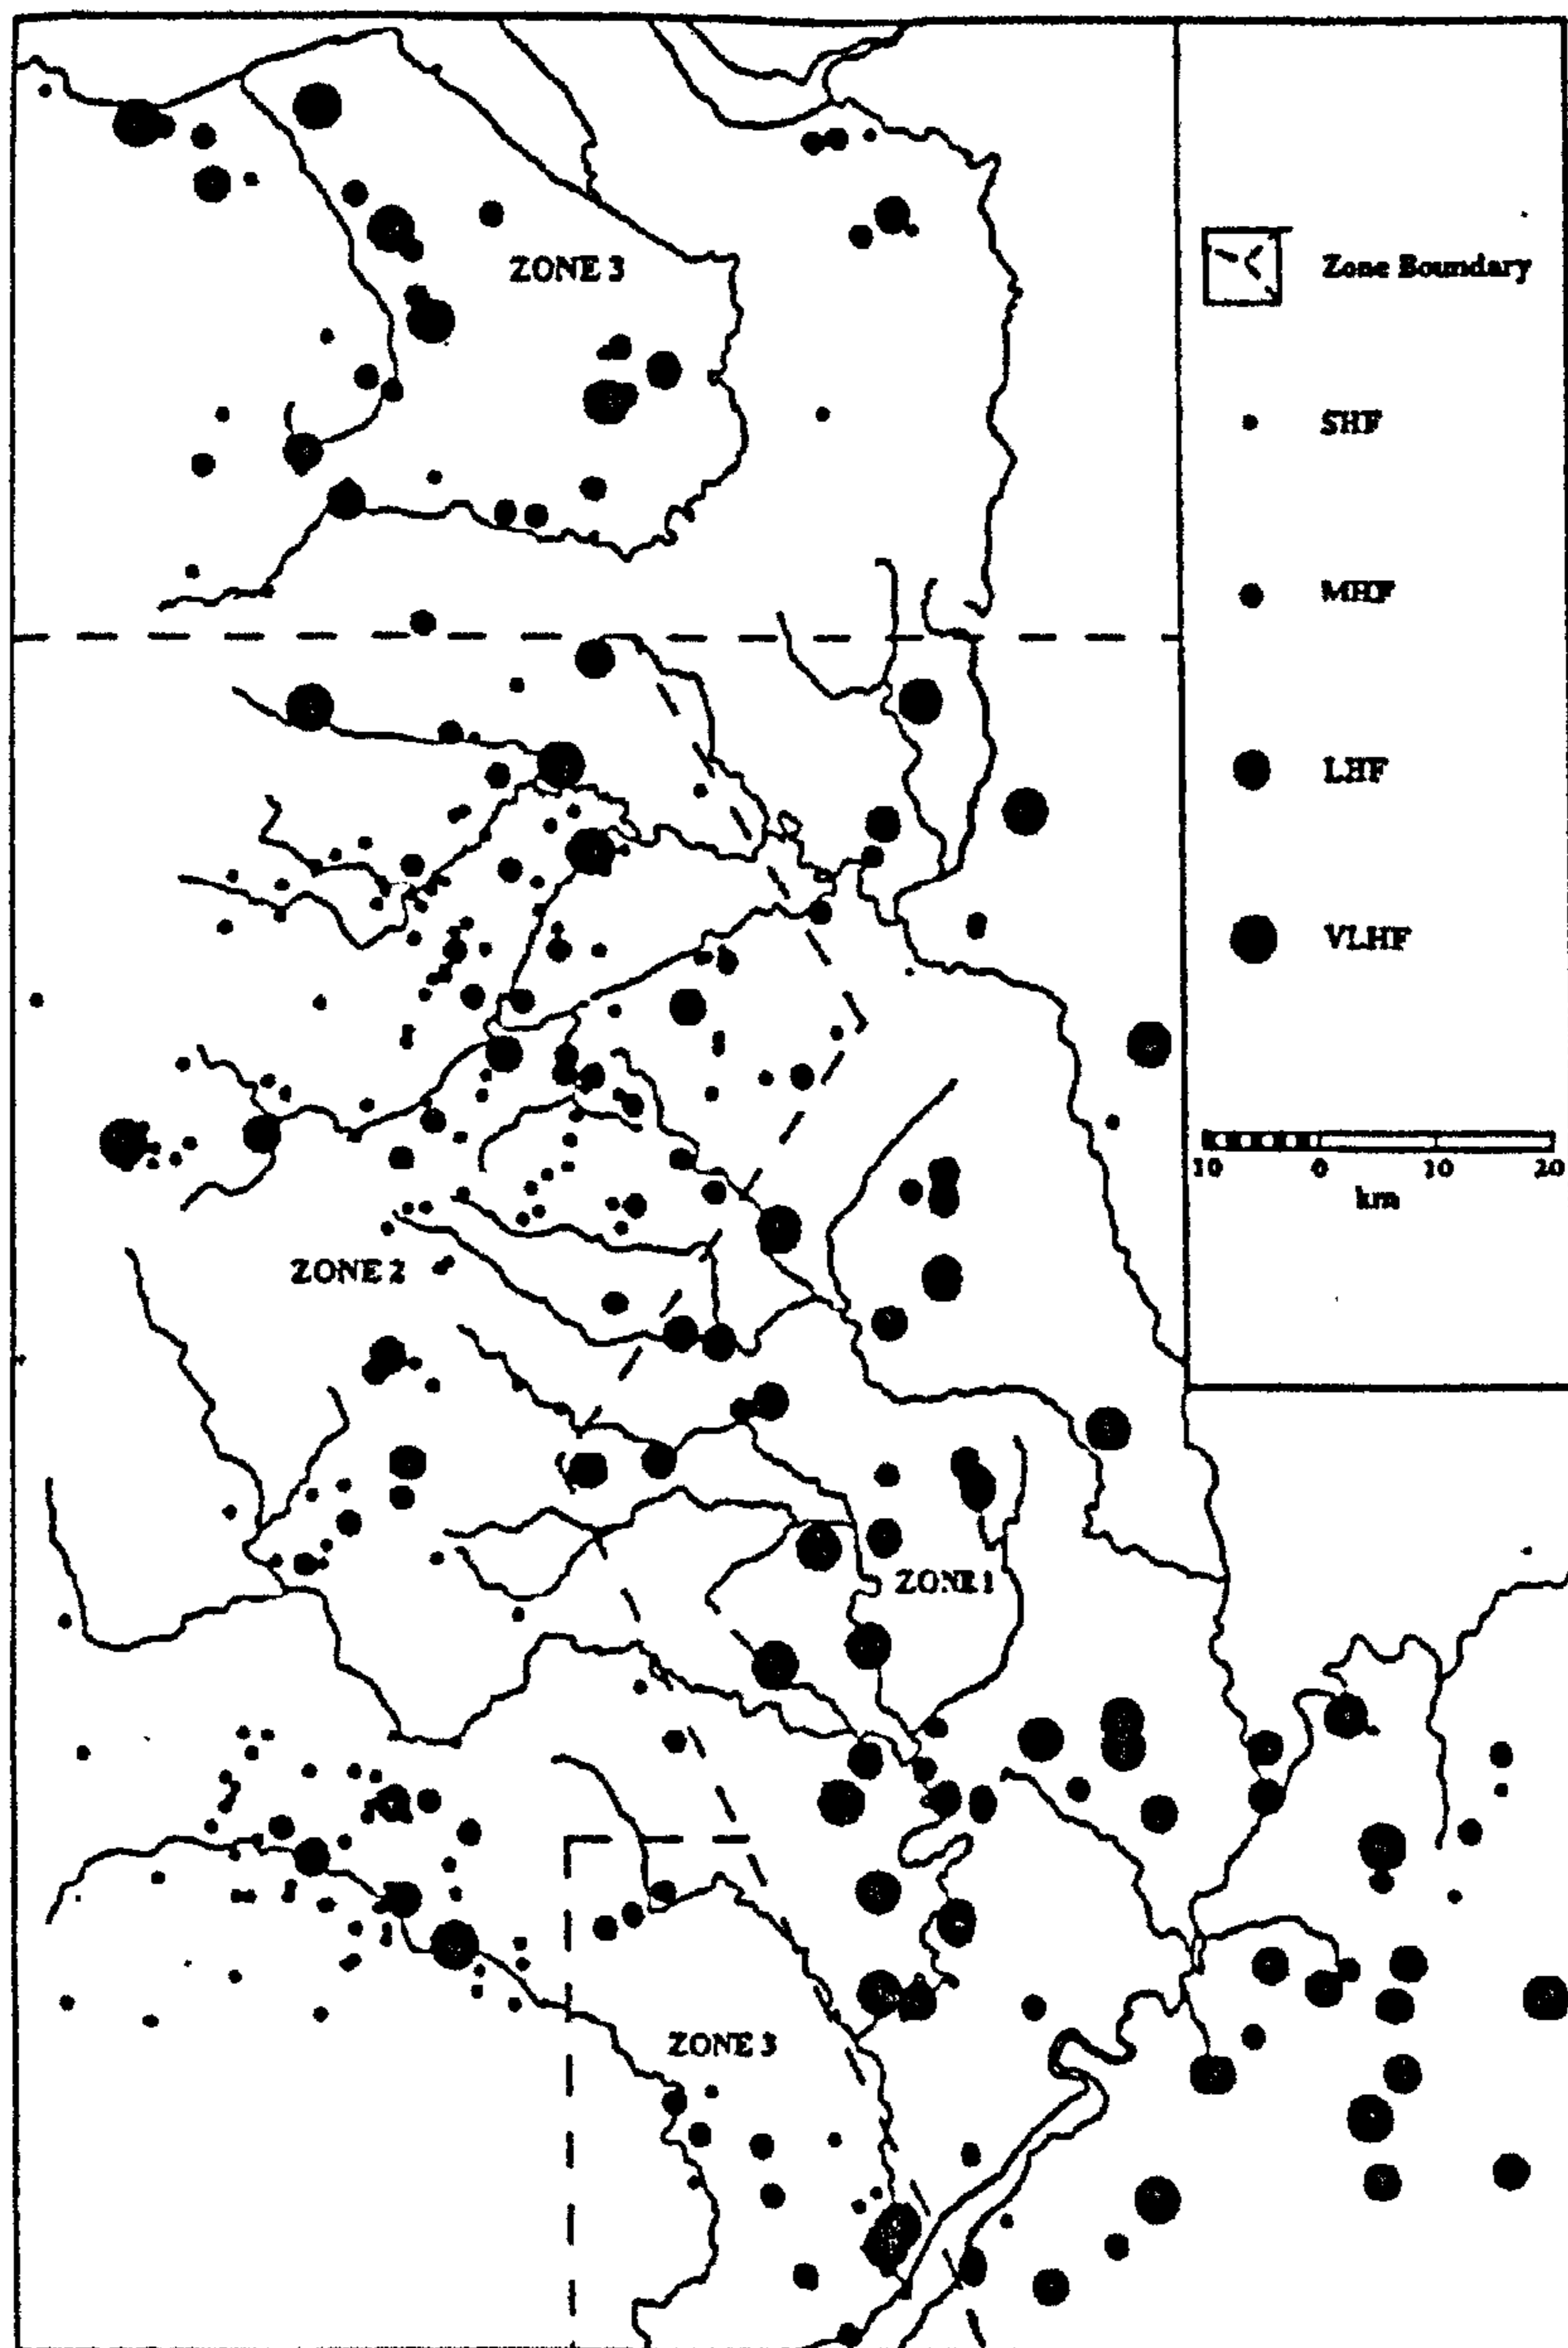 ZONE 3
Zone Boundary
SHF
MHF
LHF
VLHF
10 0 10 20
km
ZONE 2
ZONE 1
ZONE 3